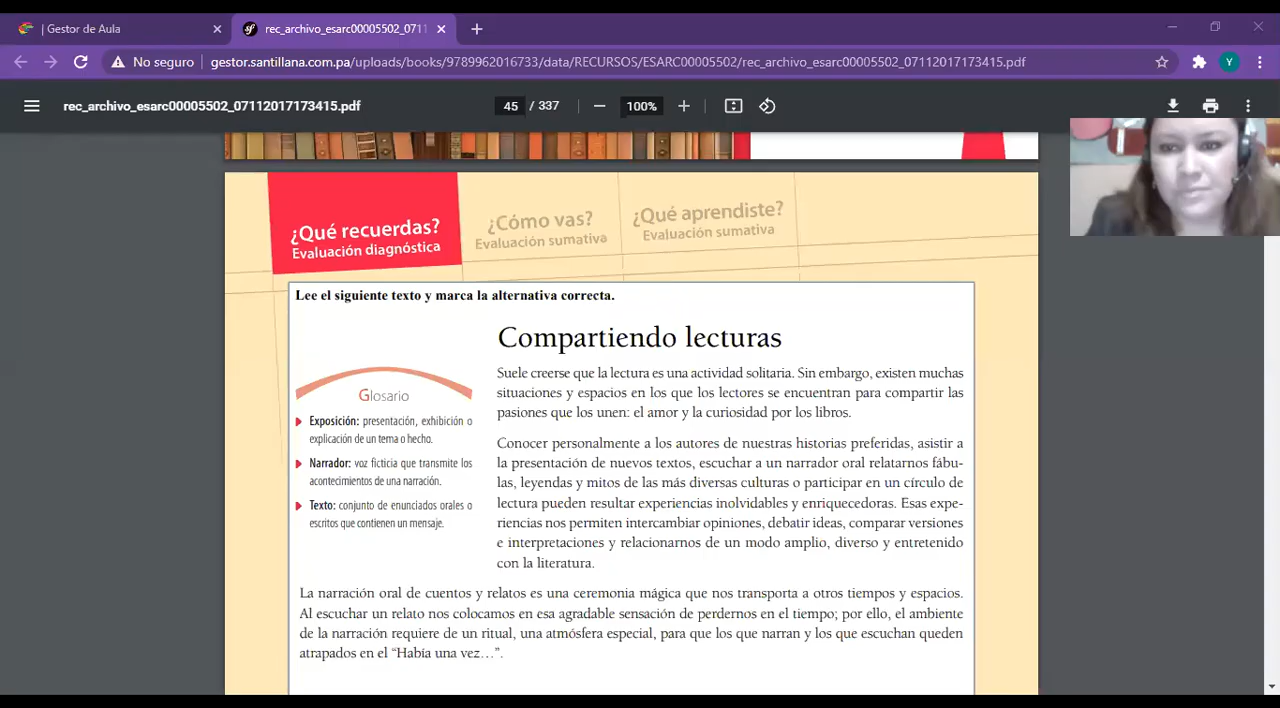 | Gestor de Aula
rec_archivo_esarc00005502_0711
No seguro
gestor.santillana.com.pa/uploads/books/9789962016733/data/RECURSOS/ESARC00005502/rec_archivo_esarc00005502_07112017173415.pdf
Y
rec_archivo_esarc00005502_07112017173415.pdf
45 / 337
100%
¿Qué recuerdas?
Evaluación diagnóstica
¿Cómo vas?
Evaluación sumativa
¿Qué aprendiste?
Evaluación sumativa
Lee el siguiente texto y marca la alternativa correcta.
Compartiendo lecturas
Glosario
Exposición: presentación, exhibición o
explicación de un tema o hecho.
Narrador: voz ficticia que transmite los
acontecimientos de una narración.
Texto: conjunto de enunciados orales o
escritos que contienen un mensaje.
Suele creerse que la lectura es una actividad solitaria. Sin embargo, existen muchas
situaciones y espacios en los que los lectores se encuentran para compartir las
pasiones que los unen: el amor y la curiosidad por los libros.
Conocer personalmente a los autores de nuestras historias preferidas, asistir a
la presentación de nuevos textos, escuchar a un narrador oral relatarnos fábu-
las, leyendas y mitos de las más diversas culturas o participar en un círculo de
lectura pueden resultar experiencias inolvidables y enriquecedoras. Esas expe-
riencias nos permiten intercambiar opiniones, debatir ideas, comparar versiones
e interpretaciones y relacionarnos de un modo amplio, diverso y entretenido
con la literatura.
La narración oral de cuentos y relatos es una ceremonia mágica que nos transporta a otros tiempos y espacios.
Al escuchar un relato nos colocamos en esa agradable sensación de perdernos en el tiempo; por ello, el ambiente
de la narración requiere de un ritual, una atmósfera especial, para que los que narran y los que escuchan queden
atrapados en el “Había una vez…”.